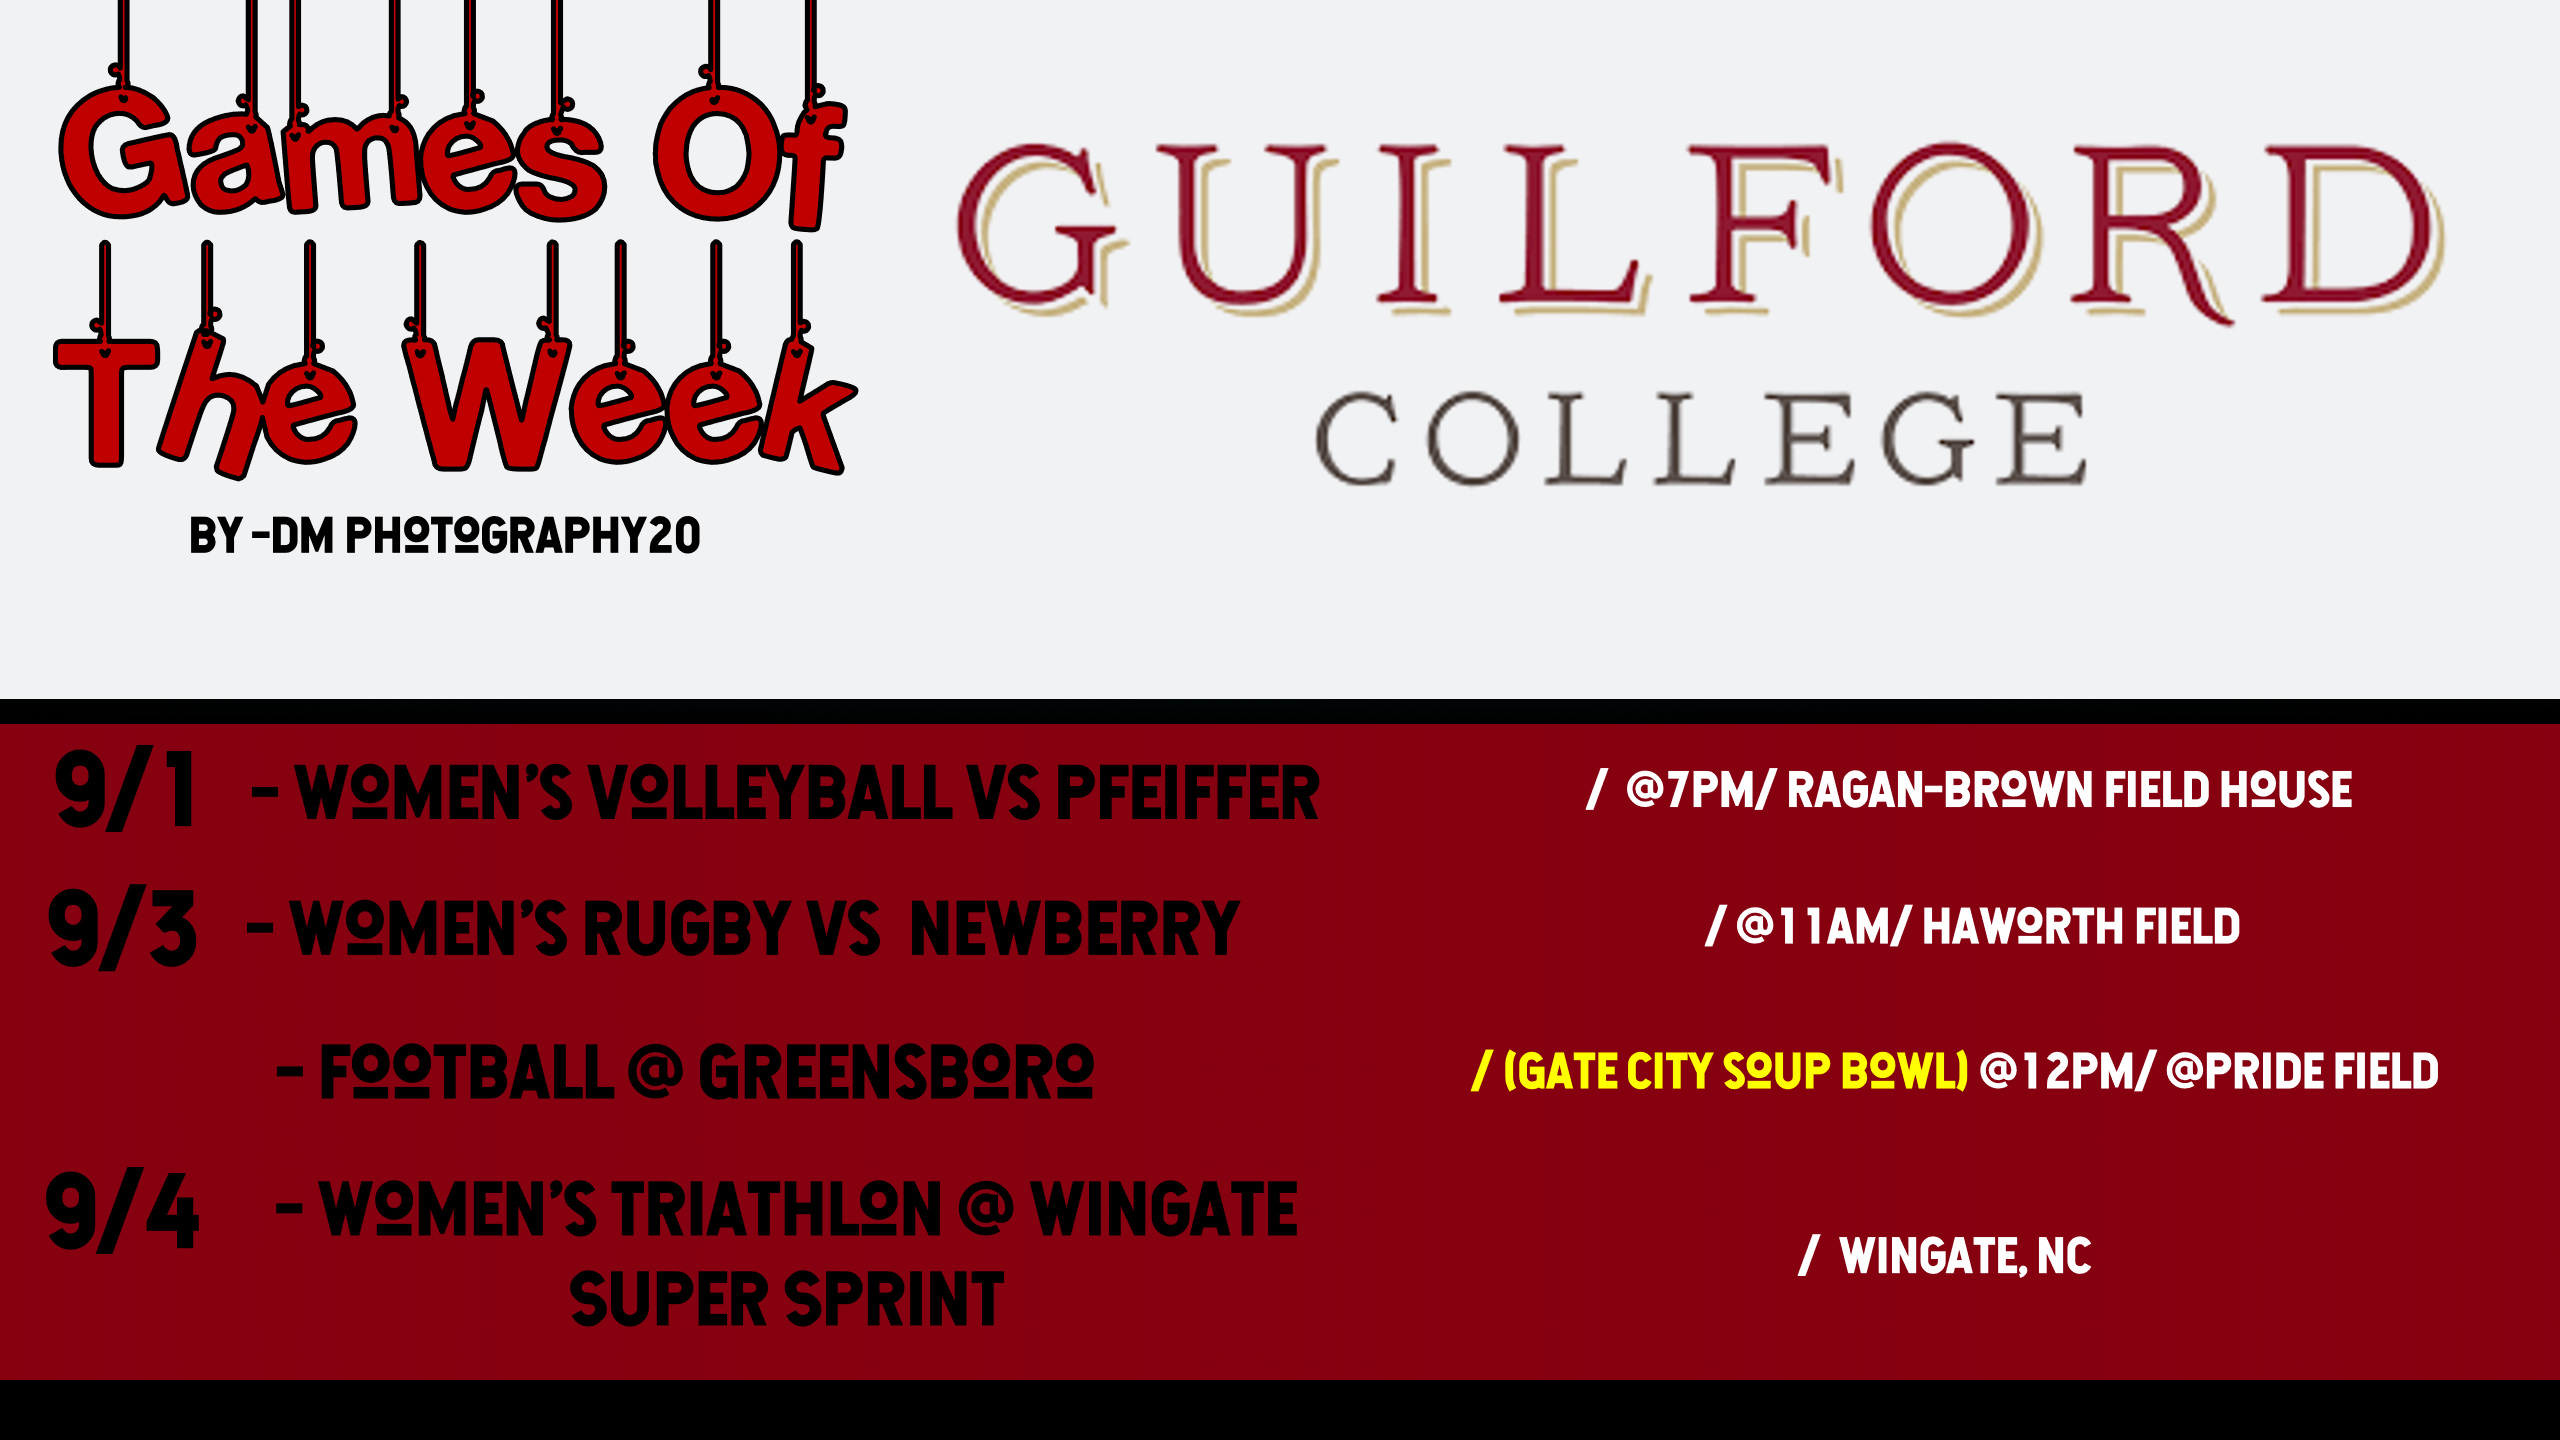 Games Of
The Week
BY -DM PHOTOGRAPHY20
GUILFORD
COLLEGE
9/1 - WOMEN'S VOLLEYBALL VS PFEIFFER / @7PM/ RAGAN-BROWN FIELD HOUSE
9/3 - WOMEN'S RUGBY VS NEWBERRY / @11AM/ HAWORTH FIELD
- FOOTBALL @ GREENSBORO / (GATE CITY SOUP BOWL) @12PM/ @PRIDE FIELD
9/4 - WOMEN'S TRIATHLON @ WINGATE
SUPER SPRINT
/ WINGATE, NC